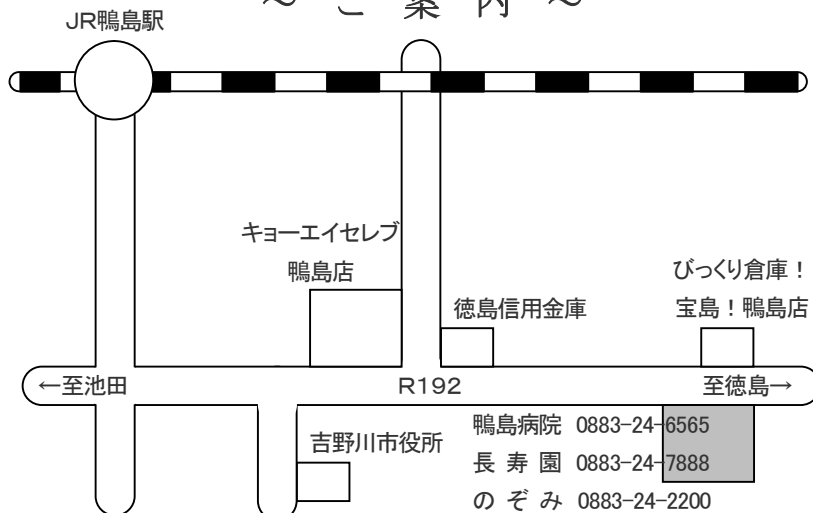 ～ ご 案 内 ～
JR鴨島駅
キョーエイセレブ
鴨島店
徳島信用金庫
びっくり倉庫！
宝島！鴨島店
←至池田
R192
至徳島→
吉野川市役所
鴨島病院 0883-24-6565
長 寿 園 0883-24-7888
の ぞ み 0883-24-2200